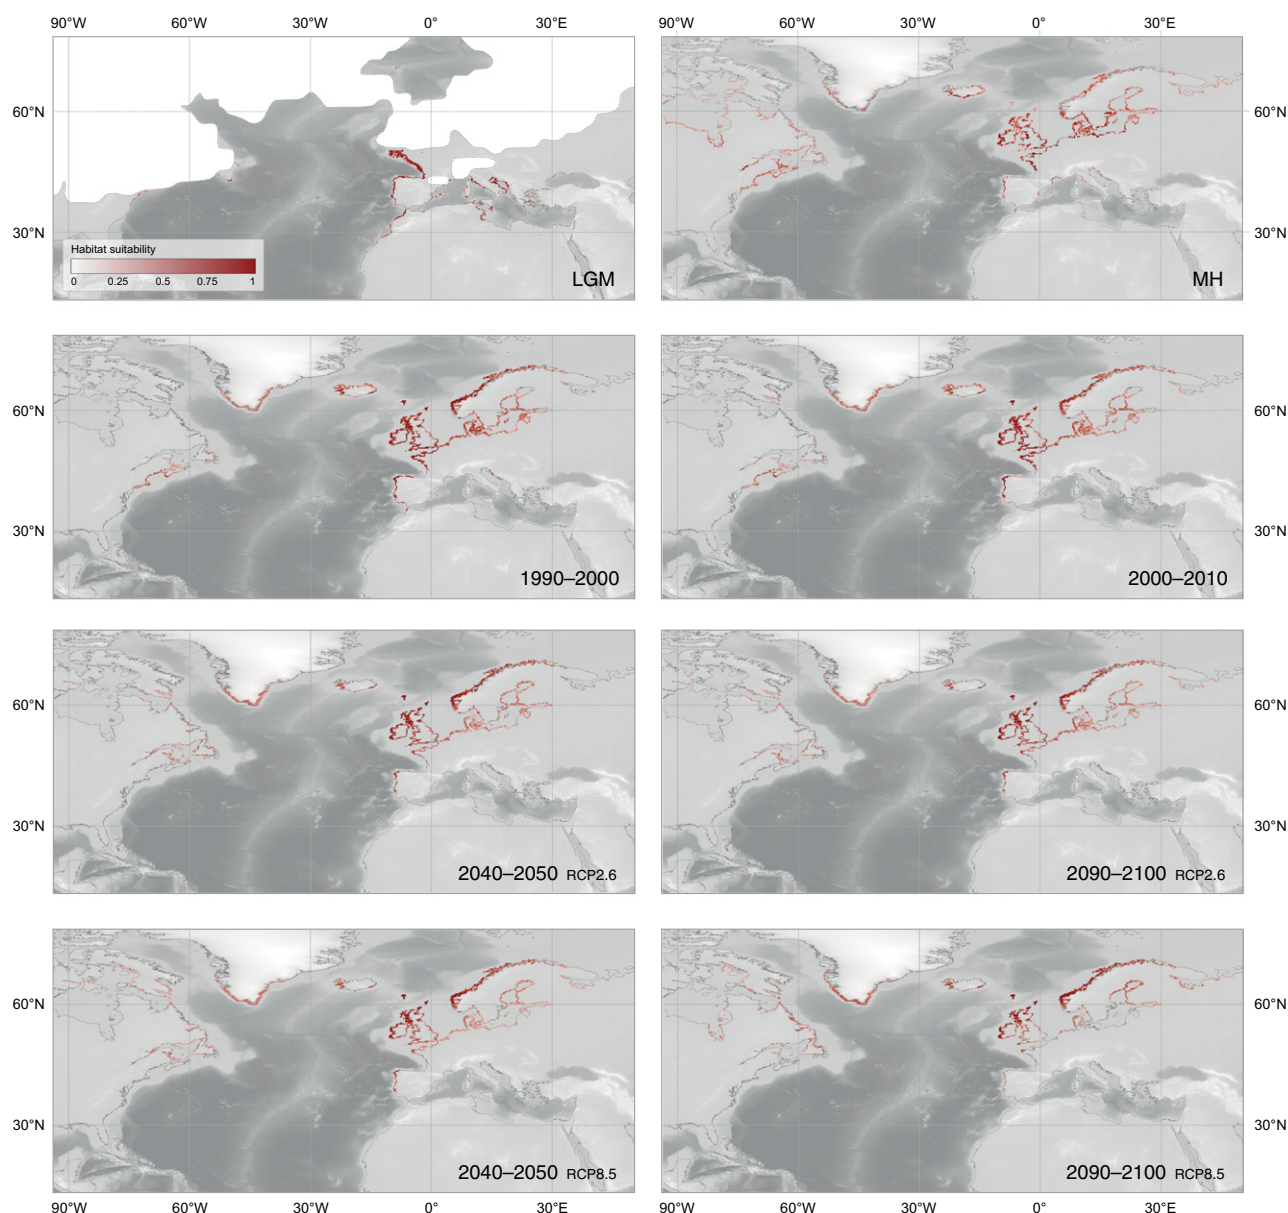 90°W 60°W 30°W 0° 30°E 90°W 60°W 30°W 0° 30°E
60°N 60°N
30°N 30°N
Habitat suitability
0 0.25 0.5 0.75 1
LGM MH
60°N 60°N
30°N 30°N
1990–2000 2000–2010
60°N 60°N
30°N 30°N
2040–2050 RCP2.6 2090–2100 RCP2.6
60°N 60°N
30°N 30°N
2040–2050 RCP8.5 2090–2100 RCP8.5
90°W 60°W 30°W 0° 30°E 90°W 60°W 30°W 0° 30°E